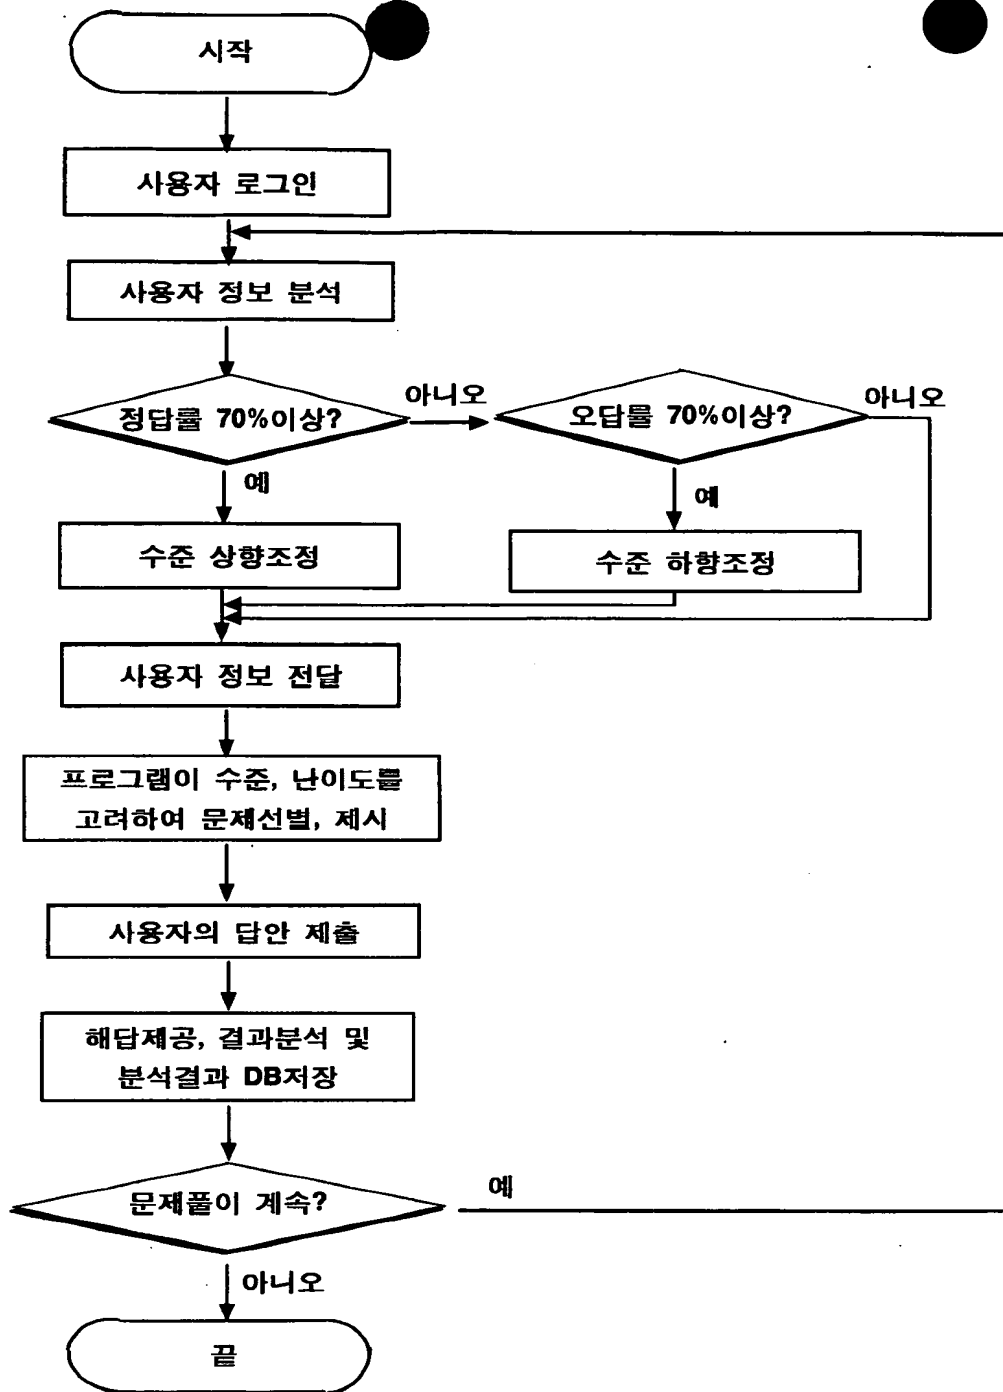 시작
사용자 로그인
사용자 정보 분석
정답률 70%이상?
아니오
오답률 70%이상?
아니오
예
예
수준 상향조정
수준 하향조정
사용자 정보 전달
프로그램이 수준, 난이도를
고려하여 문제선별, 제시
사용자의 답안 제출
해답제공, 결과분석 및
분석결과 DB저장
문제풀이 계속?
예
아니오
끝